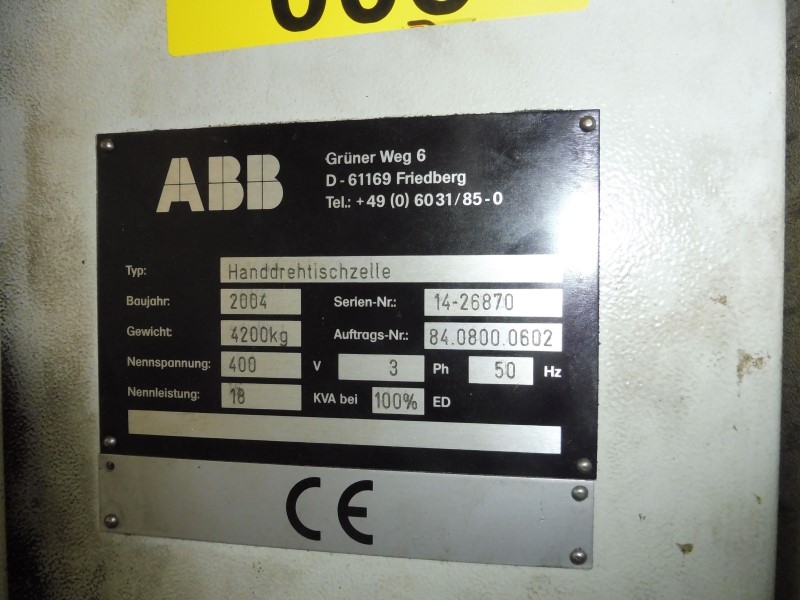 ABB
Grüner Weg 6
D - 61169 Friedberg
Tel.: + 49 (0) 60 31 / 85 - 0
Typ: Handdrehtischzelle
Baujahr: 2004 Serien-Nr.: 14-26870
Gewicht: 4200kg Auftrags-Nr.: 84.0800.0602
Nennspannung: 400 V 3 Ph 50 Hz
Nennleistung: 18 KVA bei 100% ED
CE